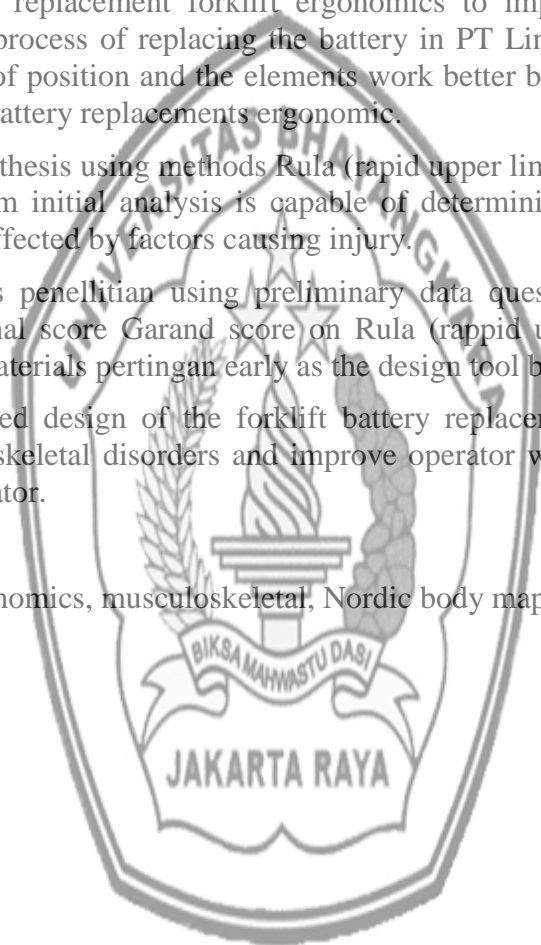 replacement forklift ergonomics to imp
process of replacing the battery in PT Lin
of position and the elements work better b
attery replacements ergonomic.
thesis using methods Rula (rapid upper lin
m initial analysis is capable of determini
ffected by factors causing injury.
s penellitian using preliminary data ques
nal score Garand score on Rula (rappid u
aterials pertingan early as the design tool b
ed design of the forklift battery replacer
skeletal disorders and improve operator w
ator.
nomics, musculoskeletal, Nordic body map
UNIVERSITAS BHAYANGKARA
BIKSA MAHWASTU DASI
JAKARTA RAYA